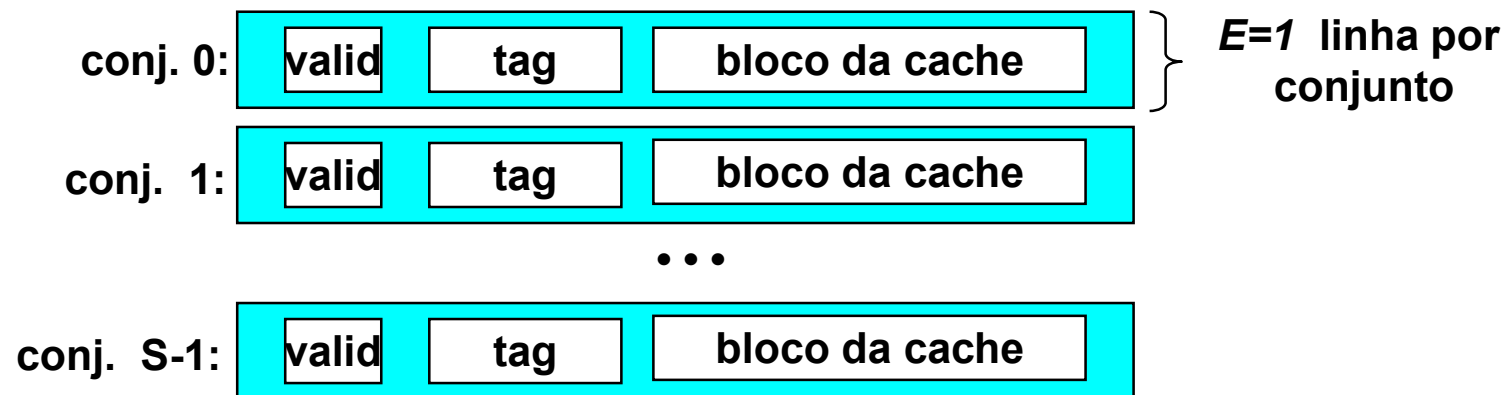 conj. 0: valid tag bloco da cache
E=1 linha por
conjunto
conj. 1: valid tag bloco da cache
• • •
conj. S-1: valid tag bloco da cache